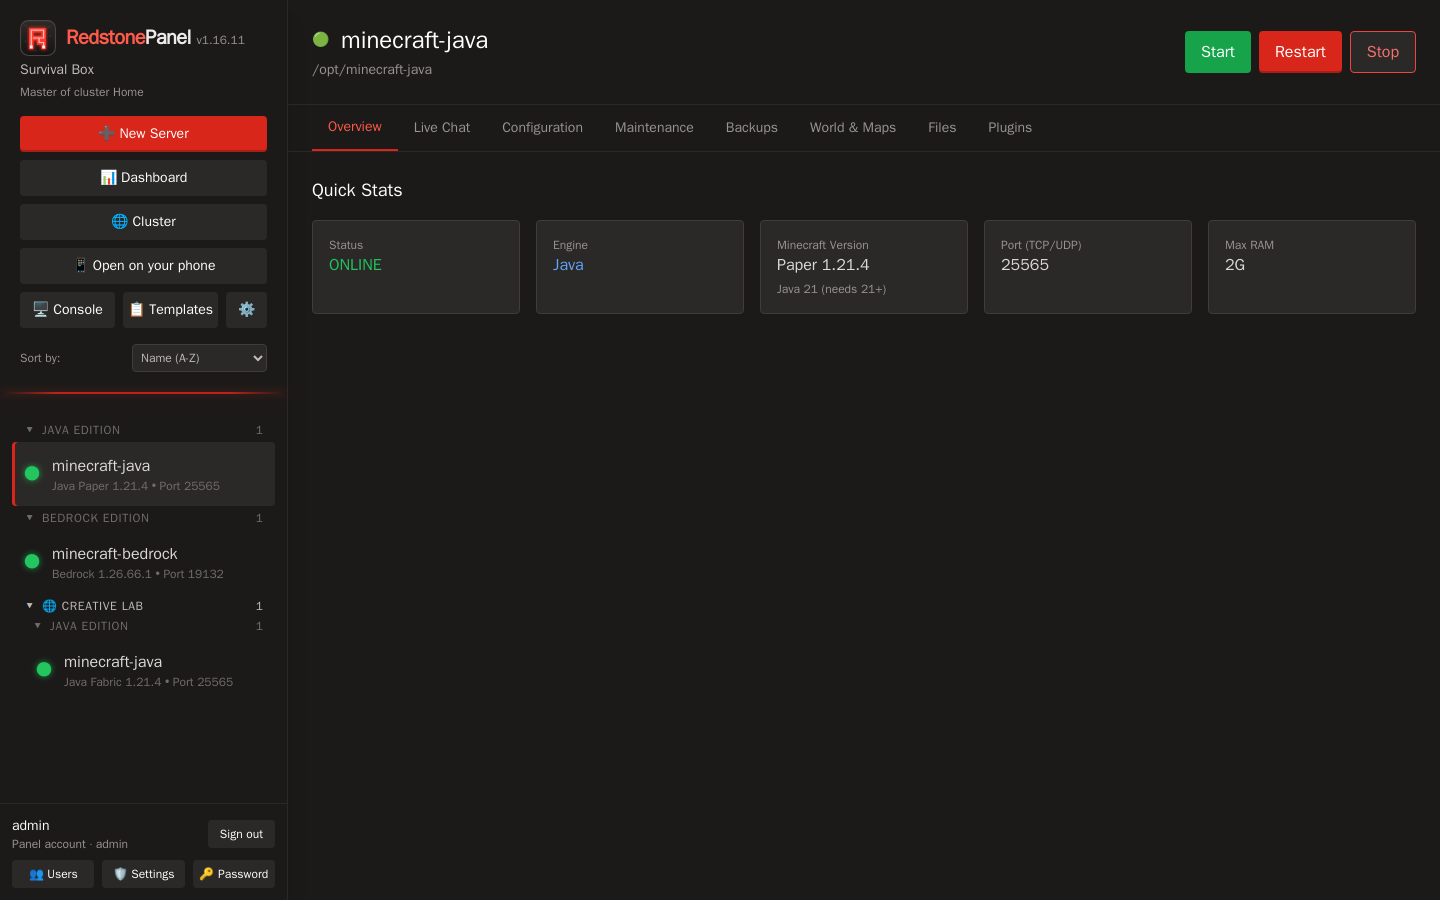 RedstonePanel v1.16.11
Survival Box
Master of cluster Home
➕ New Server
📊 Dashboard
🌐 Cluster
📱 Open on your phone
🖥️ Console
📋 Templates
⚙️
Sort by:
Name (A-Z)
▼ JAVA EDITION 1
minecraft-java
Java Paper 1.21.4 • Port 25565
▼ BEDROCK EDITION 1
minecraft-bedrock
Bedrock 1.26.66.1 • Port 19132
▼ 🌐 CREATIVE LAB 1
▼ JAVA EDITION 1
minecraft-java
Java Fabric 1.21.4 • Port 25565
admin
Panel account · admin
Sign out
👥 Users
🛡️ Settings
🔑 Password
🟢 minecraft-java
/opt/minecraft-java
Start
Restart
Stop
Overview
Live Chat
Configuration
Maintenance
Backups
World & Maps
Files
Plugins
Quick Stats
Status
ONLINE
Engine
Java
Minecraft Version
Paper 1.21.4
Java 21 (needs 21+)
Port (TCP/UDP)
25565
Max RAM
2G